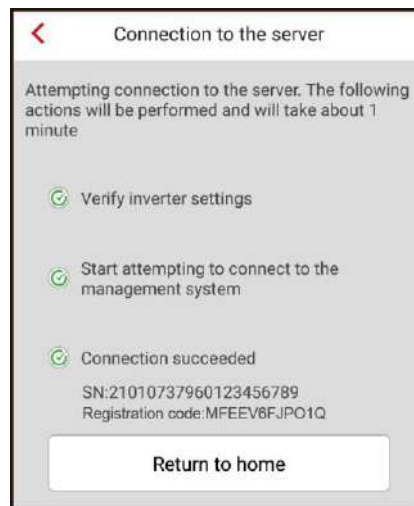 Connection to the server
Attempting connection to the server. The following
actions will be performed and will take about 1
minute
Verify inverter settings
Start attempting to connect to the
management system
Connection succeeded
SN:21010737960123456789
Registration code:MFEEV6FJPO1Q
Return to home